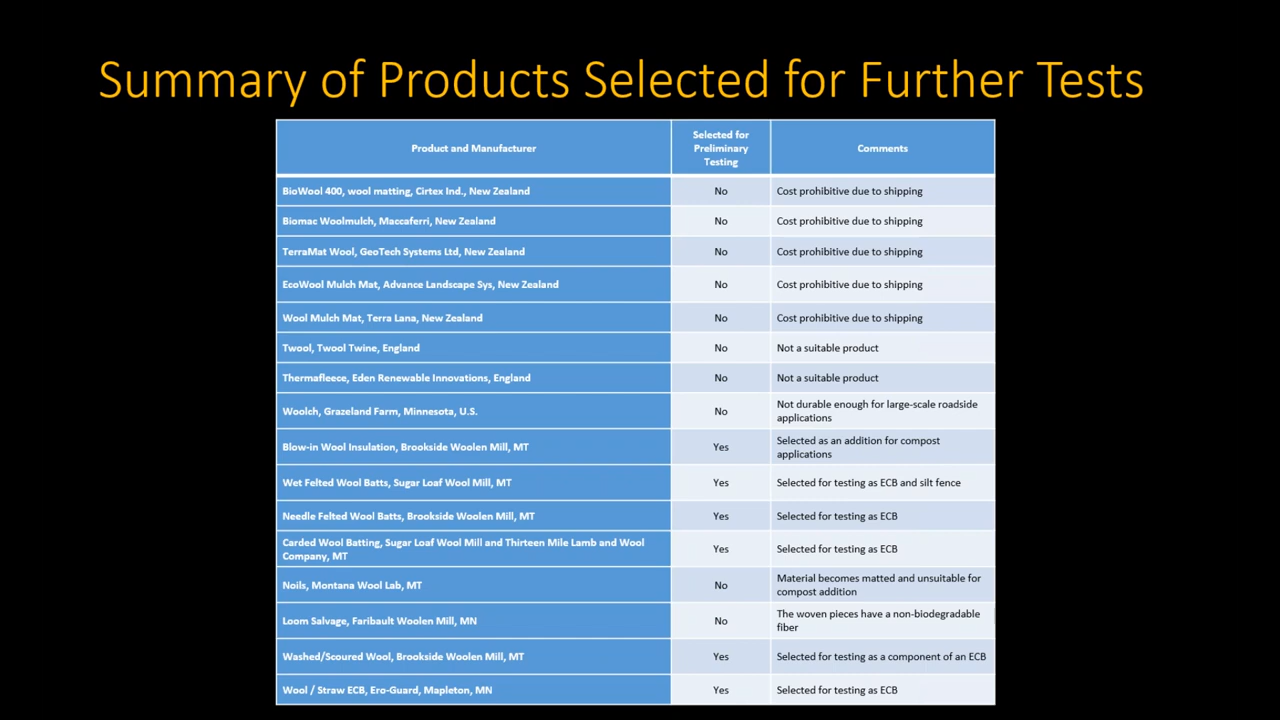 Summary of Products Selected for Further Tests
Product and Manufacturer
Selected for
Preliminary
Testing
Comments
BioWool 400, wool matting, Cirtex Ind., New Zealand
No
Cost prohibitive due to shipping
Biomac Woolmulch, Maccaferri, New Zealand
No
Cost prohibitive due to shipping
TerraMat Wool, GeoTech Systems Ltd, New Zealand
No
Cost prohibitive due to shipping
EcoWool Mulch Mat, Advance Landscape Sys, New Zealand
No
Cost prohibitive due to shipping
Wool Mulch Mat, Terra Lana, New Zealand
No
Cost prohibitive due to shipping
Twool, Twool Twine, England
No
Not a suitable product
Thermafleece, Eden Renewable Innovations, England
No
Not a suitable product
Woolch, Grazeland Farm, Minnesota, U.S.
No
Not durable enough for large-scale roadside
applications
Blow-in Wool Insulation, Brookside Woolen Mill, MT
Yes
Selected as an addition for compost
applications
Wet Felted Wool Batts, Sugar Loaf Wool Mill, MT
Yes
Selected for testing as ECB and silt fence
Needle Felted Wool Batts, Brookside Woolen Mill, MT
Yes
Selected for testing as ECB
Carded Wool Batting, Sugar Loaf Wool Mill and Thirteen Mile Lamb and Wool
Company, MT
Yes
Selected for testing as ECB
Noils, Montana Wool Lab, MT
No
Material becomes matted and unsuitable for
compost addition
Loom Salvage, Faribault Woolen Mill, MN
No
The woven pieces have a non-biodegradable
fiber
Washed/Scoured Wool, Brookside Woolen Mill, MT
Yes
Selected for testing as a component of an ECB
Wool / Straw ECB, Ero-Guard, Mapleton, MN
Yes
Selected for testing as ECB